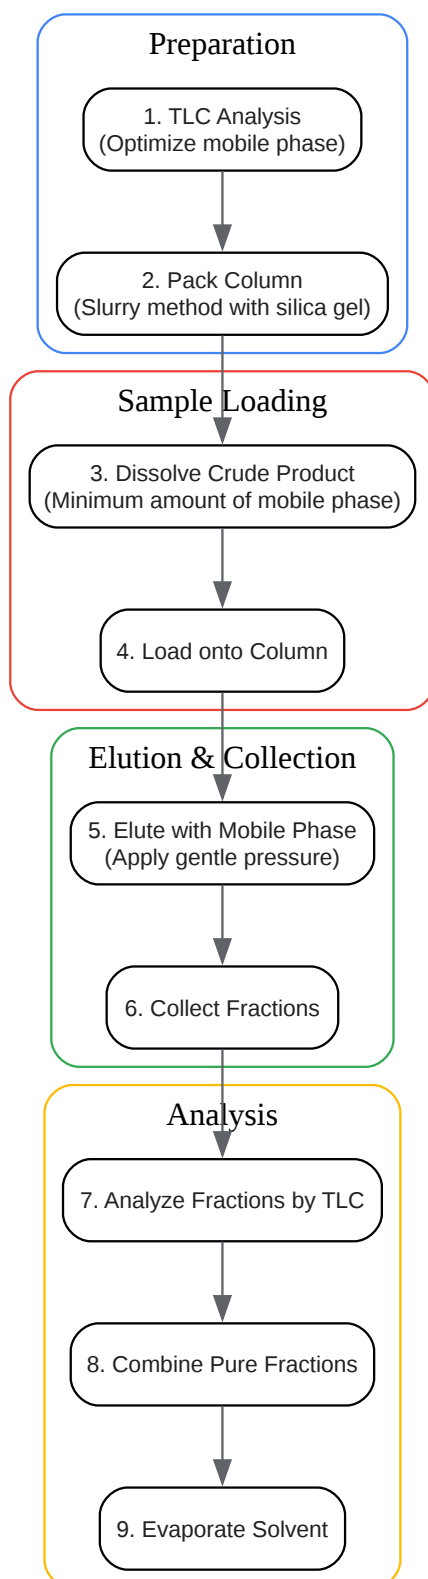 Preparation
1. TLC Analysis
(Optimize mobile phase)
2. Pack Column
(Slurry method with silica gel)
Sample Loading
3. Dissolve Crude Product
(Minimum amount of mobile phase)
4. Load onto Column
Elution & Collection
5. Elute with Mobile Phase
(Apply gentle pressure)
6. Collect Fractions
Analysis
7. Analyze Fractions by TLC
8. Combine Pure Fractions
9. Evaporate Solvent